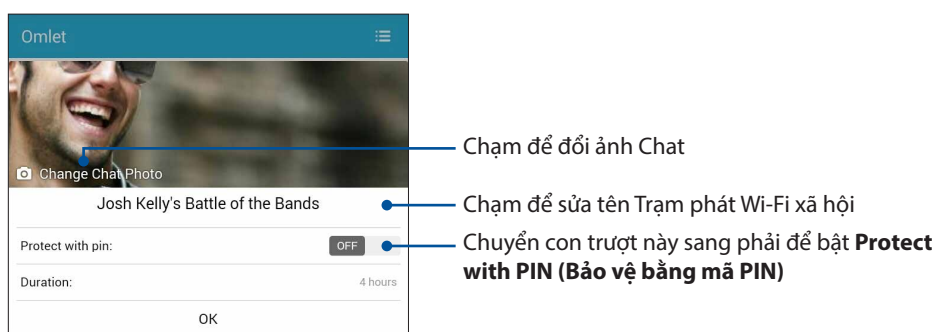 Omlet
Change Chat Photo
Chạm để đổi ảnh Chat
Josh Kelly's Battle of the Bands
Chạm để sửa tên Trạm phát Wi-Fi xã hội
Protect with pin:
OFF
Chuyển con trượt này sang phải để bật Protect
with PIN (Bảo vệ bằng mã PIN)
Duration:
4 hours
OK